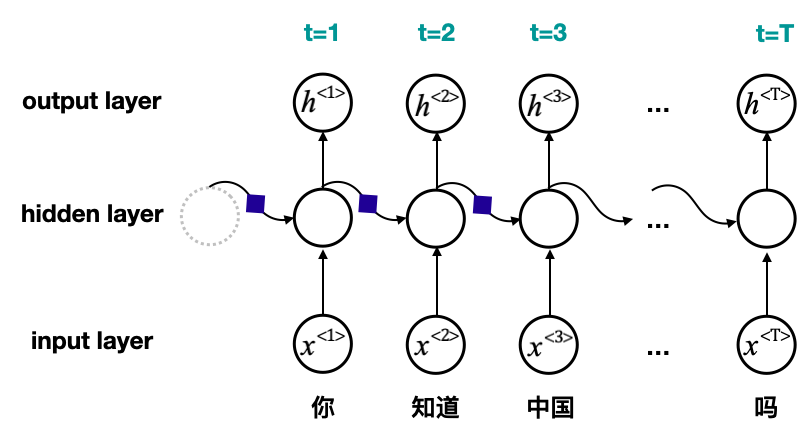 t=1 t=2 t=3 t=T
output layer h<1> h<2> h<3> ... h<T>
hidden layer ...
input layer x<1> x<2> x<3> ... x<T>
你 知道 中国 吗